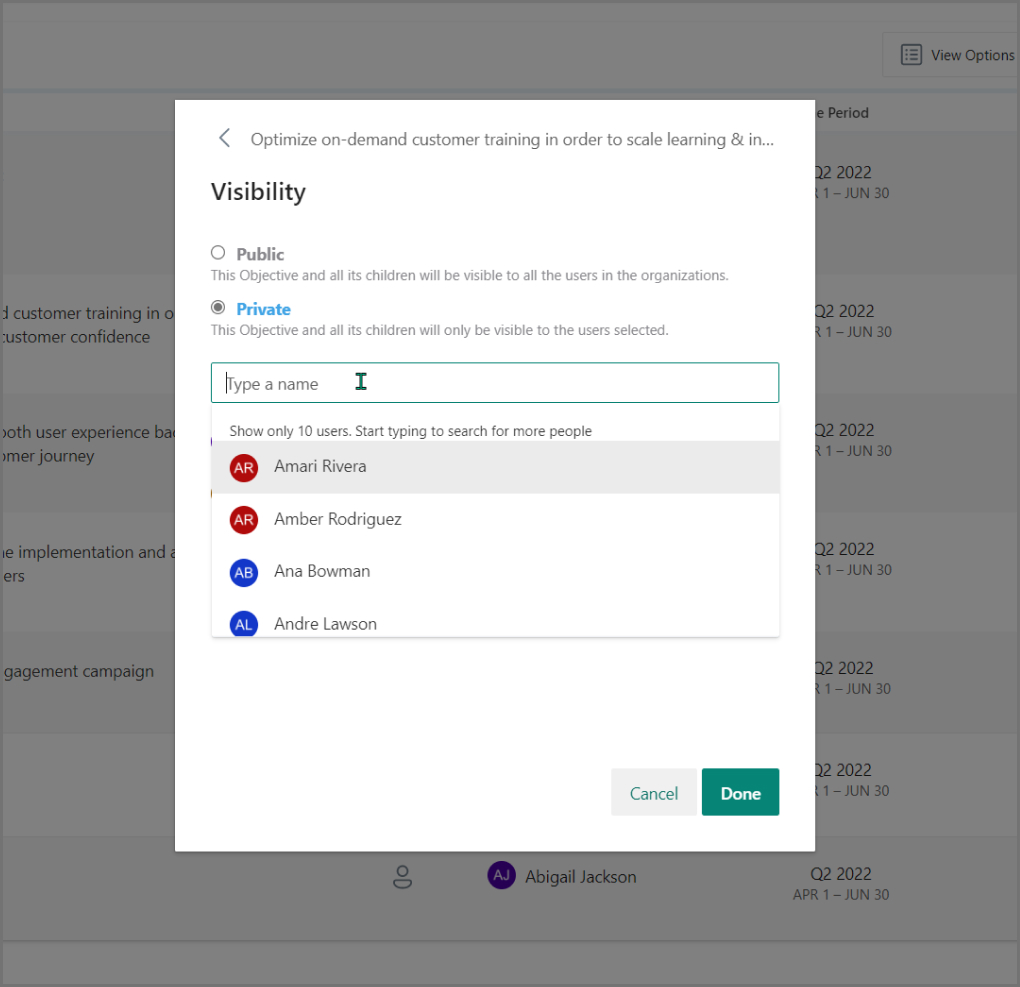 View Options
e Period
Optimize on-demand customer training in order to scale learning & in...
Visibility
Public
This Objective and all its children will be visible to all the users in the organizations.
Private
This Objective and all its children will only be visible to the users selected.
Type a name
Show only 10 users. Start typing to search for more people
AR Amari Rivera
AR Amber Rodriguez
AB Ana Bowman
AL Andre Lawson
Cancel
Done
Q2 2022
1 – JUN 30
d customer training in o
customer confidence
Q2 2022
1 – JUN 30
ooth user experience bac
omer journey
Q2 2022
1 – JUN 30
e implementation and a
ers
Q2 2022
1 – JUN 30
gagement campaign
Q2 2022
1 – JUN 30
Q2 2022
1 – JUN 30
AJ Abigail Jackson
Q2 2022
APR 1 – JUN 30